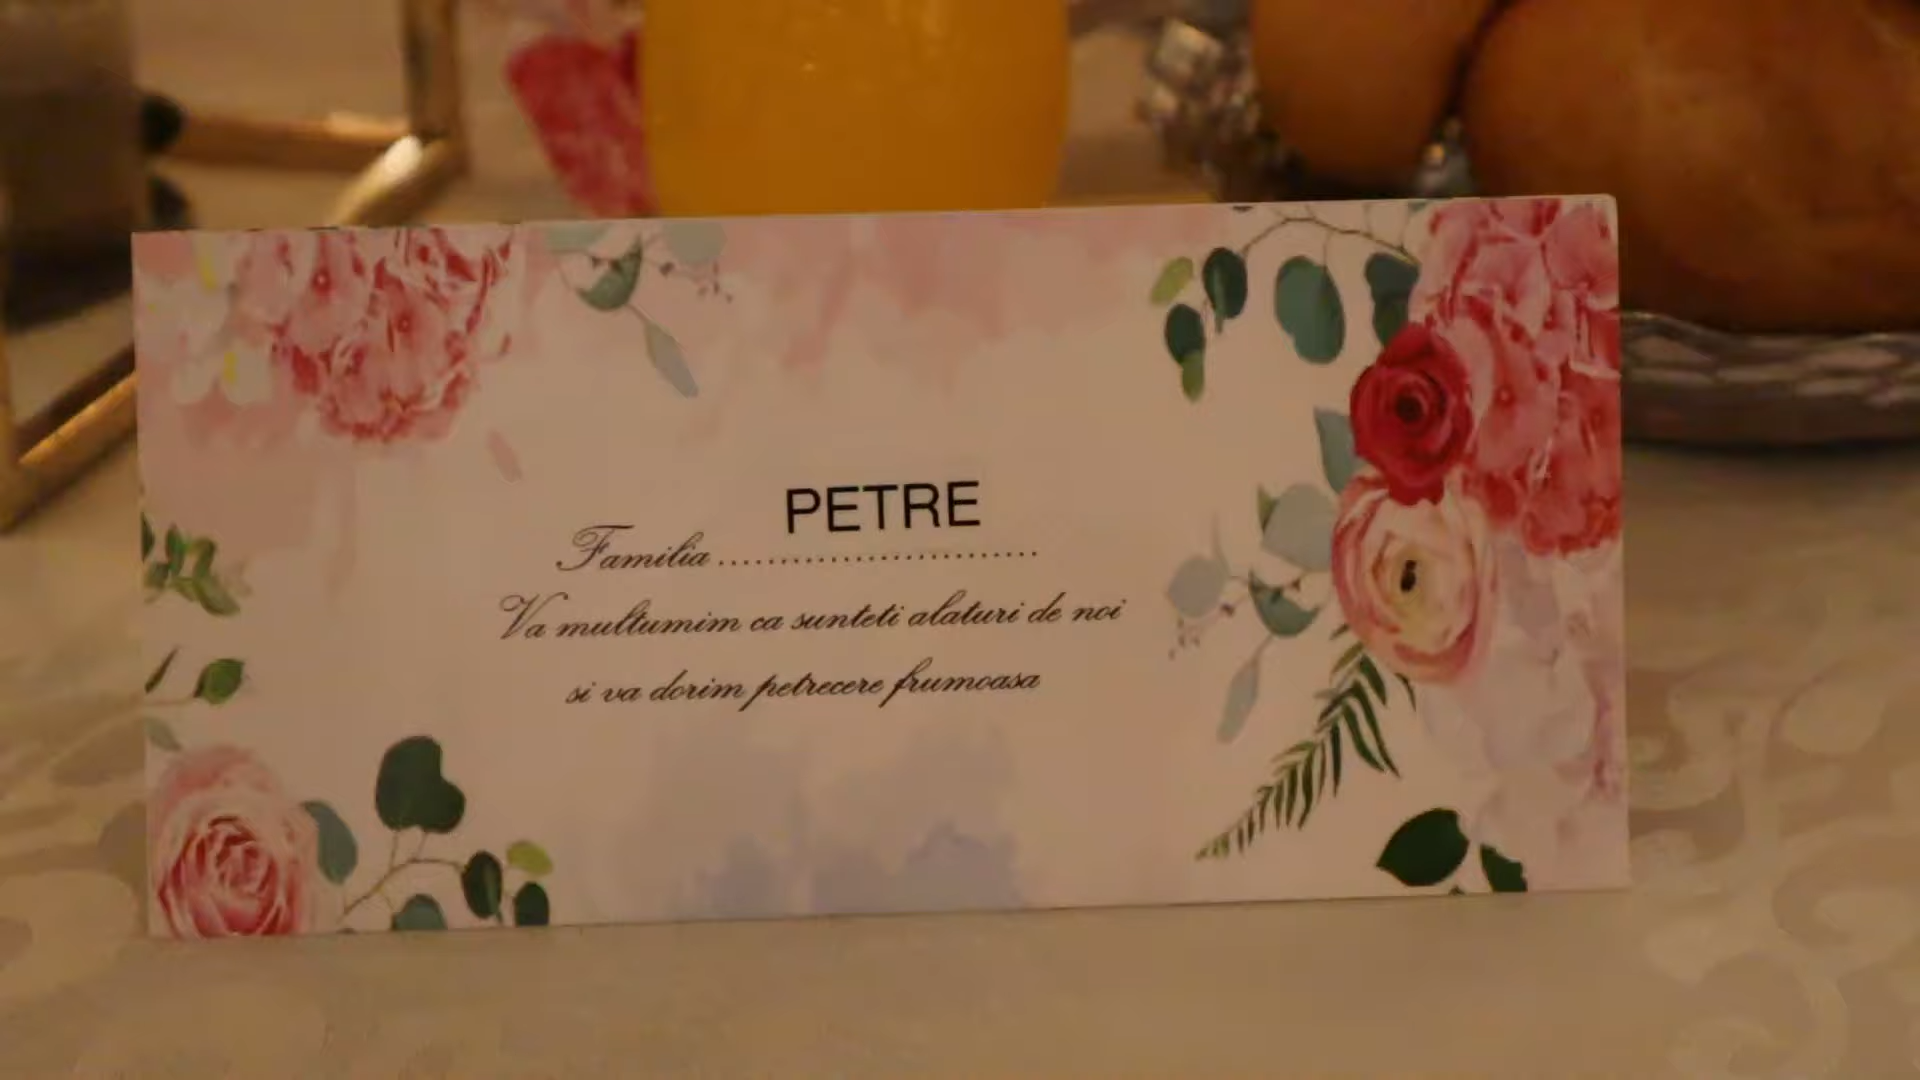 PETRE
Familia..............................
Va multumim ca sunteti alaturi de noi
si va dorim petrecere frumoasa